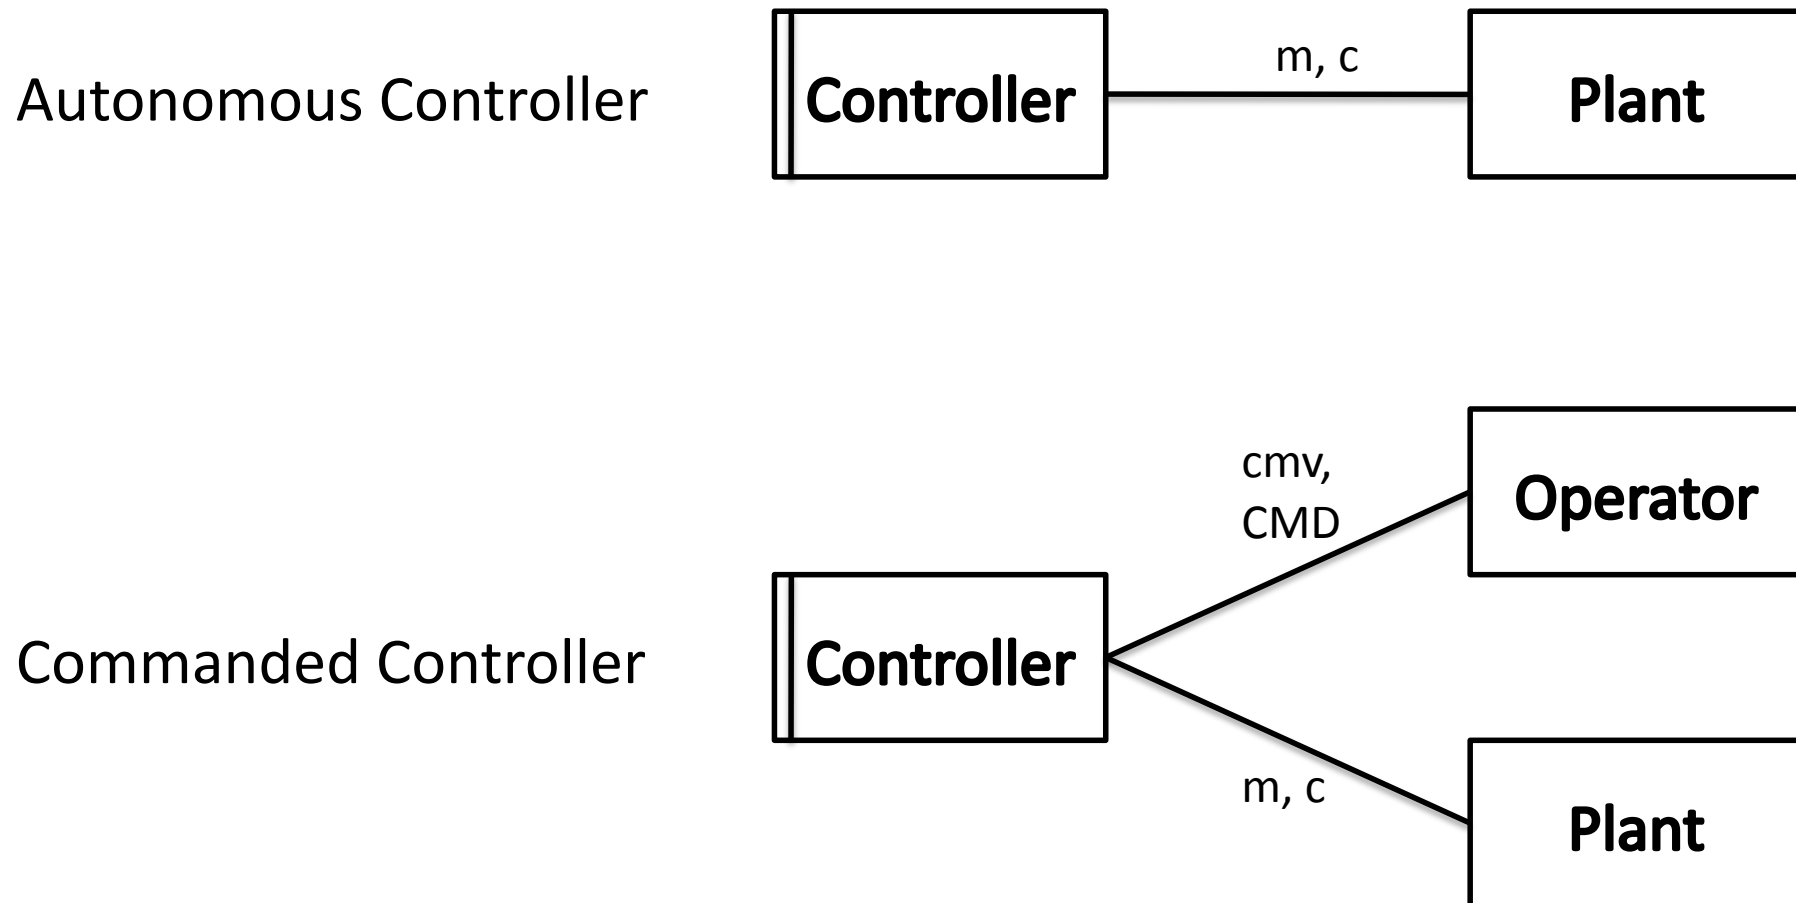 m, c
Autonomous Controller
Controller
Plant
cmv,
CMD
Operator
Commanded Controller
Controller
m, c
Plant